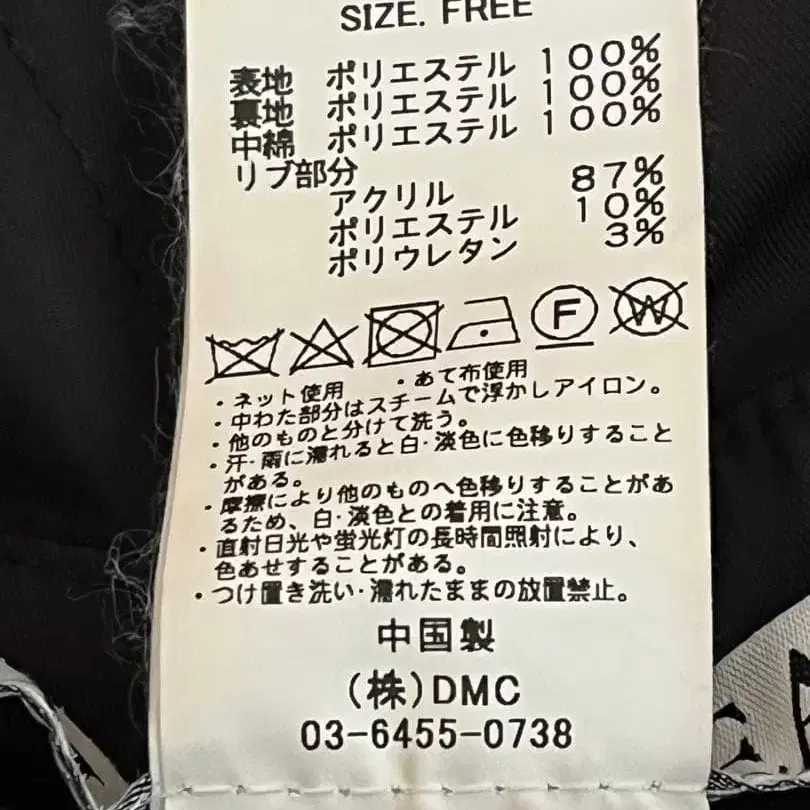 SIZE. FREE
表地 ポリエステル 100%
裏地 ポリエステル 100%
中綿 ポリエステル 100%
リブ部分
アクリル 87%
ポリエステル 10%
ポリウレタン 3%
F W
・ネット使用 ・あて布使用
・中わた部分はスチームで浮かしアイロン。
・他のものと分けて洗う。
・汗・雨に濡れると白・淡色に色移りすること
がある。
・摩擦により他のものへ色移りすることがあ
るため、白・淡色との着用に注意。
・直射日光や蛍光灯の長時間照射により、
色あせすることがある。
・つけ置き洗い・濡れたままの放置禁止。
中国製
(株)DMC
03-6455-0738